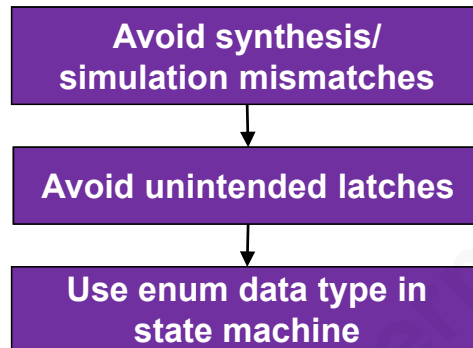 Avoid synthesis/
simulation mismatches
Avoid unintended latches
Use enum data type in
state machine